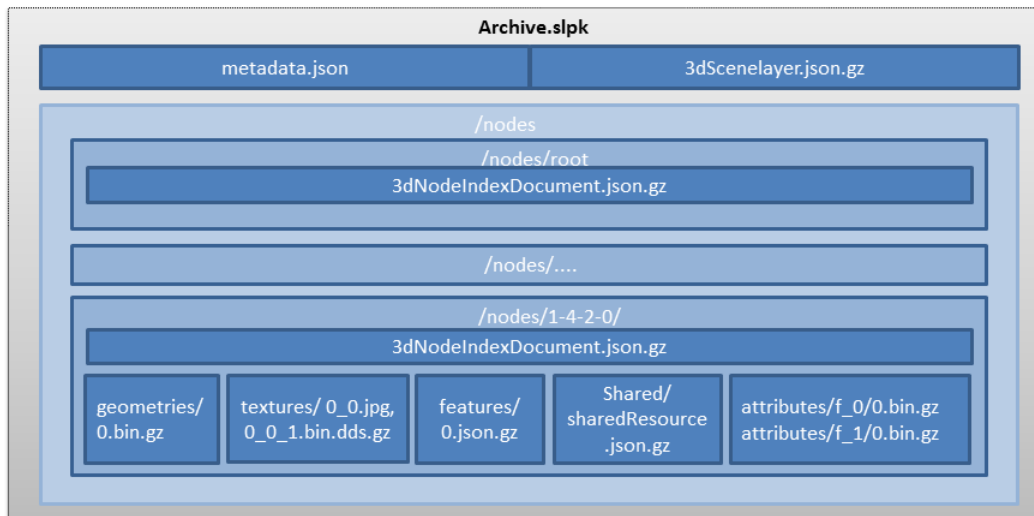 Archive.slpk
metadata.json
3dScenelayer.json.gz
/nodes
/nodes/root
3dNodeIndexDocument.json.gz
/nodes/....
/nodes/1-4-2-0/
3dNodeIndexDocument.json.gz
geometries/
0.bin.gz
textures/ 0_0.jpg,
0_0_1.bin.dds.gz
features/
0.json.gz
Shared/
sharedResource
.json.gz
attributes/f_0/0.bin.gz
attributes/f_1/0.bin.gz